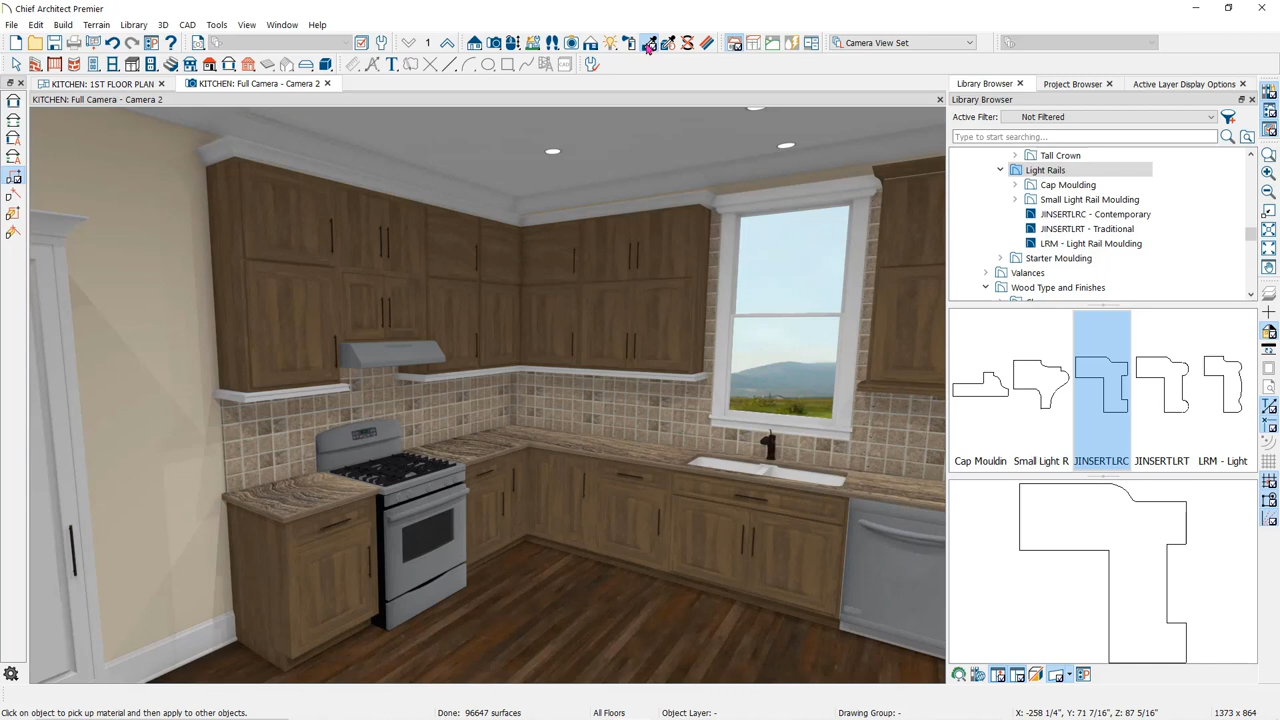 Chief Architect Premier
File Edit Build Terrain Library 3D CAD Tools View Window Help
1 Camera View Set
KITCHEN: 1ST FLOOR PLAN KITCHEN: Full Camera - Camera 2 Library Browser Project Browser Active Layer Display Options
KITCHEN: Full Camera - Camera 2
Library Browser
Active Filter: Not Filtered
Type to start searching...
Tall Crown
Light Rails
Cap Moulding
Small Light Rail Moulding
JINSERTLRC - Contemporary
JINSERTLRT - Traditional
LRM - Light Rail Moulding
Starter Moulding
Valances
Wood Type and Finishes
Cap Mouldin Small Light R JINSERTLRC JINSERTLRT LRM - Light
Click on object to pick up material and then apply to other objects. Done: 96647 surfaces All Floors Object Layer: - Drawing Group: - X: -258 1/4", Y: 71 7/16", Z: 87 5/16" 1373 x 864